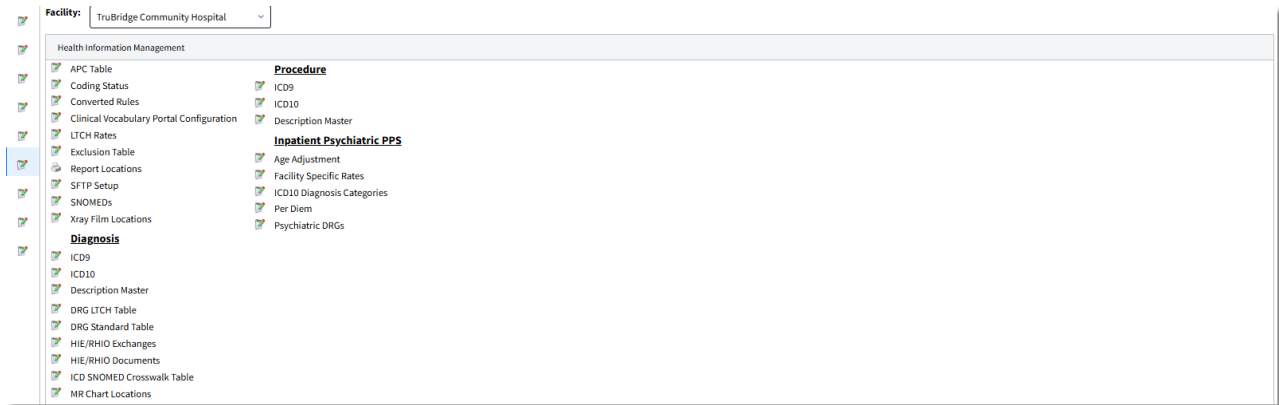 Facility: TruBridge Community Hospital
Health Information Management
APC Table
Coding Status
Converted Rules
Clinical Vocabulary Portal Configuration
LTCH Rates
Exclusion Table
Report Locations
SFTP Setup
SNOMEDs
Xray Film Locations
Diagnosis
ICD9
ICD10
Description Master
DRG LTCH Table
DRG Standard Table
HIE/RHIO Exchanges
HIE/RHIO Documents
ICD SNOMED Crosswalk Table
MR Chart Locations
Procedure
ICD9
ICD10
Description Master
Inpatient Psychiatric PPS
Age Adjustment
Facility Specific Rates
ICD10 Diagnosis Categories
Per Diem
Psychiatric DRGs